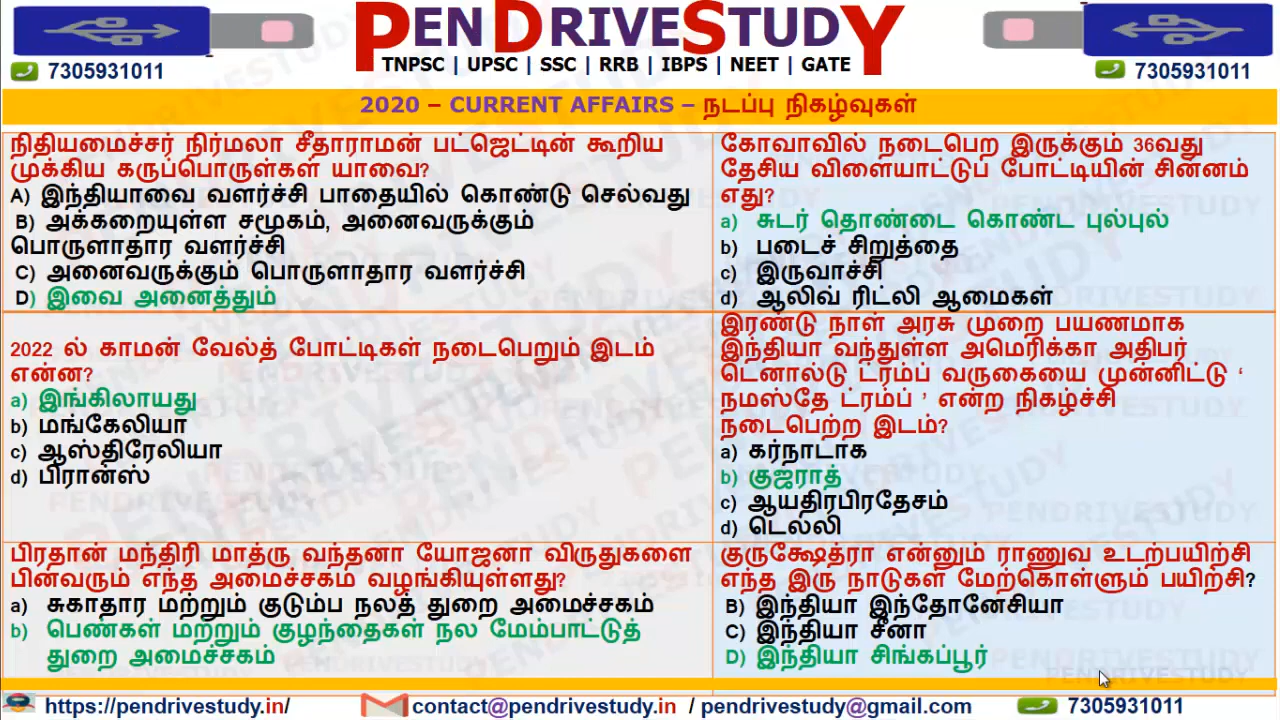 PENDRIVESTUDY
TNPSC | UPSC | SSC | RRB | IBPS | NEET | GATE
7305931011
7305931011
2020 – CURRENT AFFAIRS – நடப்பு நிகழ்வுகள்
நிதியமைச்சர் நிர்மலா சீதாராமன் பட்ஜெட்டின் கூறிய
முக்கிய கருப்பொருள்கள் யாவை?
A) இந்தியாவை வளர்ச்சி பாதையில் கொண்டு செல்வது
B) அக்கறையுள்ள சமூகம், அனைவருக்கும்
பொருளாதார வளர்ச்சி
C) அனைவருக்கும் பொருளாதார வளர்ச்சி
D) இவை அனைத்தும்
கோவாவில் நடைபெற இருக்கும் 36வது
தேசிய விளையாட்டுப் போட்டியின் சின்னம்
எது?
a) சுடர் தொண்டை கொண்ட புல்புல்
b) படைச் சிறுத்தை
c) இருவாச்சி
d) ஆலிவ் ரிட்லி ஆமைகள்
2022 ல் காமன் வேல்த் போட்டிகள் நடைபெறும் இடம்
என்ன?
a) இங்கிலாயது
b) மங்கேலியா
c) ஆஸ்திரேலியா
d) பிரான்ஸ்
இரண்டு நாள் அரசு முறை பயணமாக
இந்தியா வந்துள்ள அமெரிக்கா அதிபர்
டெனால்டு ட்ரம்ப் வருகையை முன்னிட்டு ‘
நமஸ்தே ட்ரம்ப் ’ என்ற நிகழ்ச்சி
நடைபெற்ற இடம்?
a) கர்நாடாக
b) குஜராத்
c) ஆயதிரபிரதேசம்
d) டெல்லி
பிரதான் மந்திரி மாத்ரு வந்தனா யோஜனா விருதுகளை
பினவரும் எந்த அமைச்சகம் வழங்கியுள்ளது?
a) சுகாதார மற்றும் குடும்ப நலத் துறை அமைச்சகம்
b) பெண்கள் மற்றும் குழந்தைகள் நல மேம்பாட்டுத்
துறை அமைச்சகம்
குருக்ஷேத்ரா என்னும் ராணுவ உடற்பயிற்சி
எந்த இரு நாடுகள் மேற்கொள்ளும் பயிற்சி?
B) இந்தியா இந்தோனேசியா
C) இந்தியா சீனா
D) இந்தியா சிங்கப்பூர்
https://pendrivestudy.in/
contact@pendrivestudy.in / pendrivestudy@gmail.com
7305931011